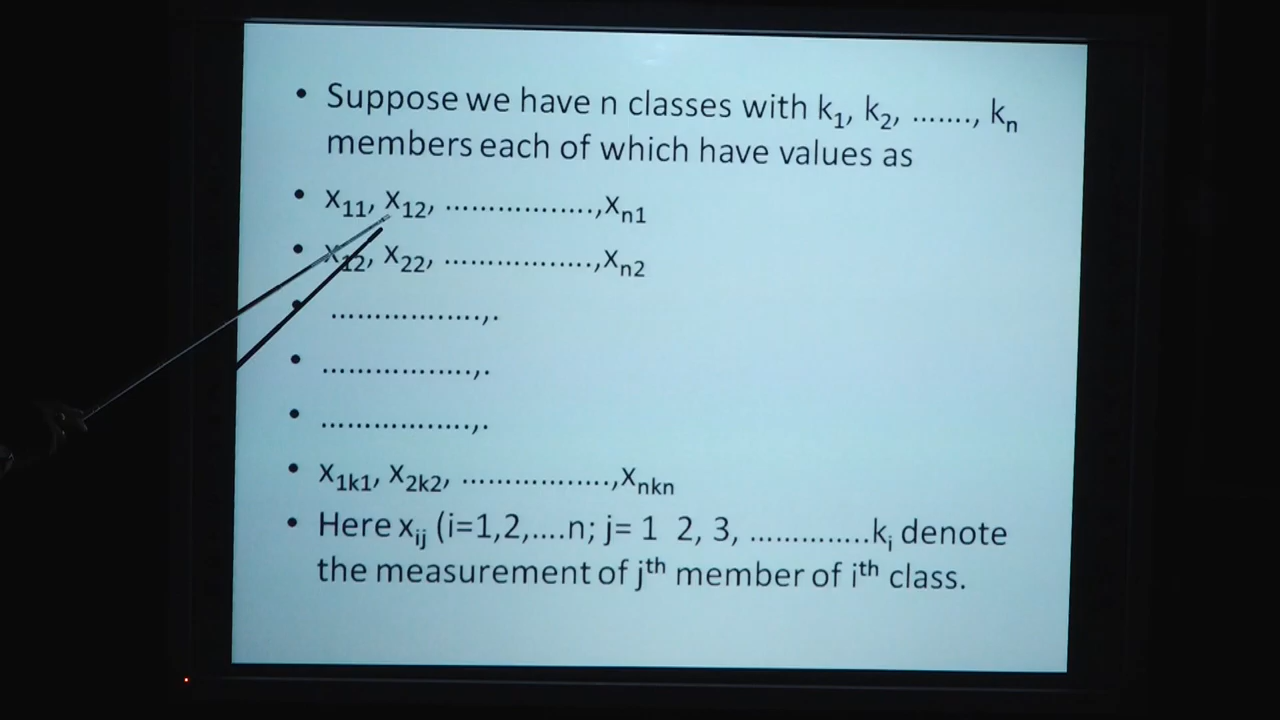 • Suppose we have n classes with k₁, k₂, ……., kₙ
members each of which have values as
• x₁₁, x₁₂, ………………,xₙ₁
• x₁₂, x₂₂, ………………,xₙ₂
• ………………,.
• ………………,.
• ………………,.
• x₁ₖ₁, x₂ₖ₂, ………………,xₙₖₙ
• Here xᵢⱼ (i=1,2,....n; j= 1 2, 3, …………..kᵢ denote
the measurement of jᵗʰ member of iᵗʰ class.